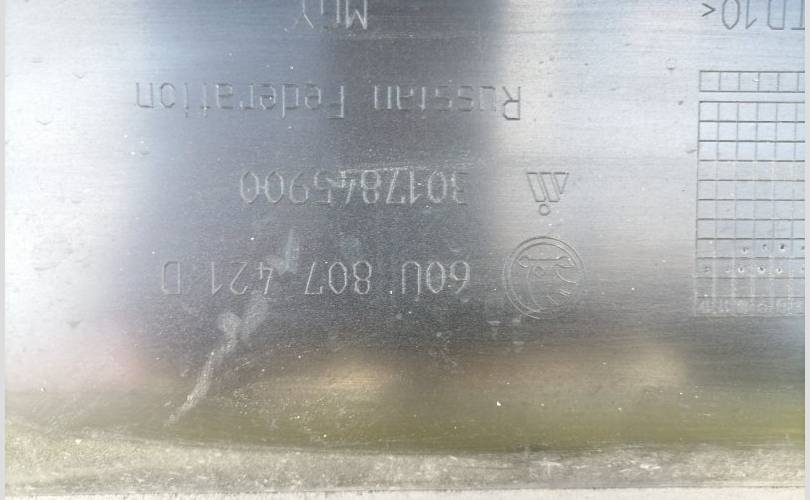 60U 807 421 D
3017845900
Russian Federation